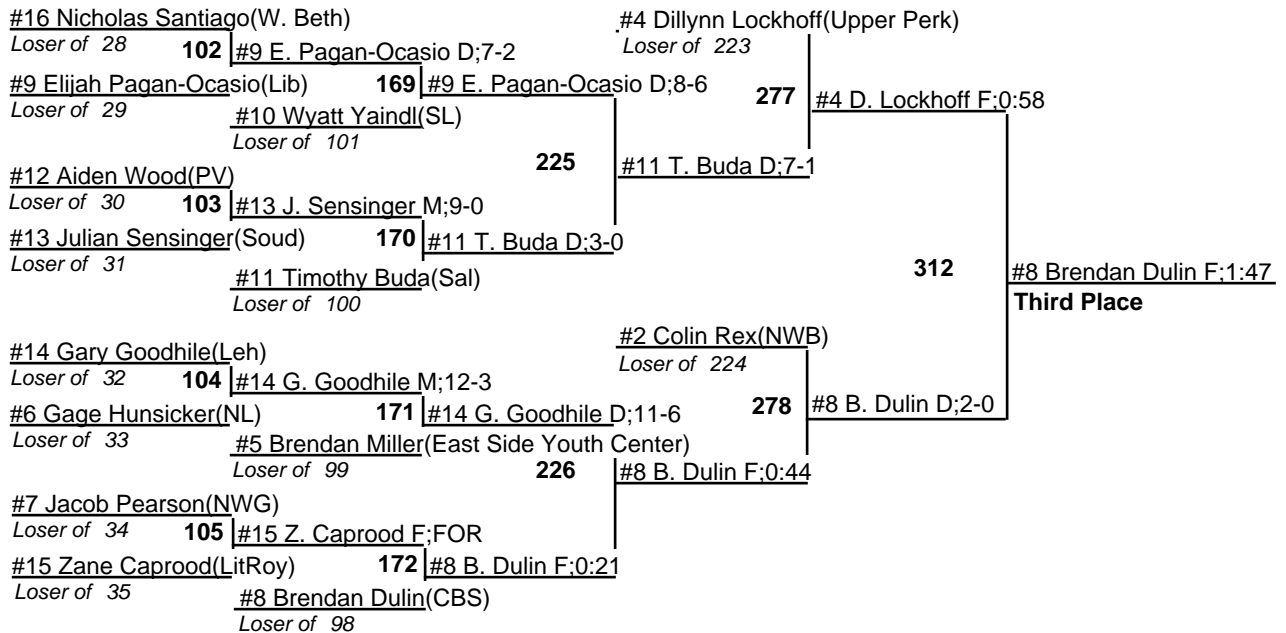 #16 Nicholas Santiago(W. Beth)
Loser of 28
102
#9 E. Pagan-Ocasio D;7-2
#9 Elijah Pagan-Ocasio(Lib)
Loser of 29
169
#9 E. Pagan-Ocasio D;8-6
#10 Wyatt Yaindl(SL)
Loser of 101
#12 Aiden Wood(PV)
Loser of 30
103
#13 J. Sensinger M;9-0
#13 Julian Sensinger(Soud)
Loser of 31
170
#11 T. Buda D;3-0
#11 Timothy Buda(Sal)
Loser of 100
225
#11 T. Buda D;7-1
#4 Dillynn Lockhoff(Upper Perk)
Loser of 223
277
#4 D. Lockhoff F;0:58
#14 Gary Goodhile(Leh)
Loser of 32
104
#14 G. Goodhile M;12-3
#6 Gage Hunsicker(NL)
Loser of 33
171
#14 G. Goodhile D;11-6
#5 Brendan Miller(East Side Youth Center)
Loser of 99
#7 Jacob Pearson(NWG)
Loser of 34
105
#15 Z. Caprood F;FOR
#15 Zane Caprood(LitRoy)
Loser of 35
172
#8 B. Dulin F;0:21
#8 Brendan Dulin(CBS)
Loser of 98
226
#8 B. Dulin F;0:44
#2 Colin Rex(NWB)
Loser of 224
278
#8 B. Dulin D;2-0
312
#8 Brendan Dulin F;1:47
Third Place